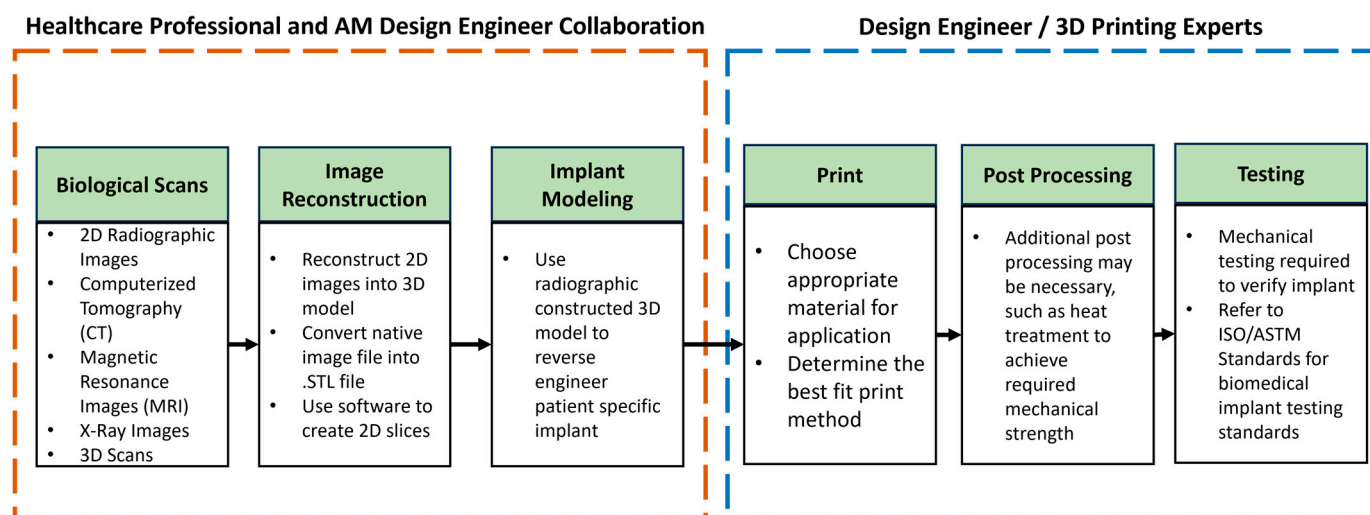 Healthcare Professional and AM Design Engineer Collaboration
Design Engineer / 3D Printing Experts
Biological Scans
• 2D Radiographic
Images
• Computerized
Tomography
(CT)
• Magnetic
Resonance
Images (MRI)
• X-Ray Images
• 3D Scans
Image
Reconstruction
• Reconstruct 2D
images into 3D
model
• Convert native
image file into
.STL file
• Use software to
create 2D slices
Implant
Modeling
• Use
radiographic
constructed 3D
model to
reverse
engineer
patient specific
implant
Print
• Choose
appropriate
material for
application
• Determine the
best fit print
method
Post Processing
• Additional post
processing may
be necessary,
such as heat
treatment to
achieve
required
mechanical
strength
Testing
• Mechanical
testing required
to verify implant
• Refer to
ISO/ASTM
Standards for
biomedical
implant testing
standards